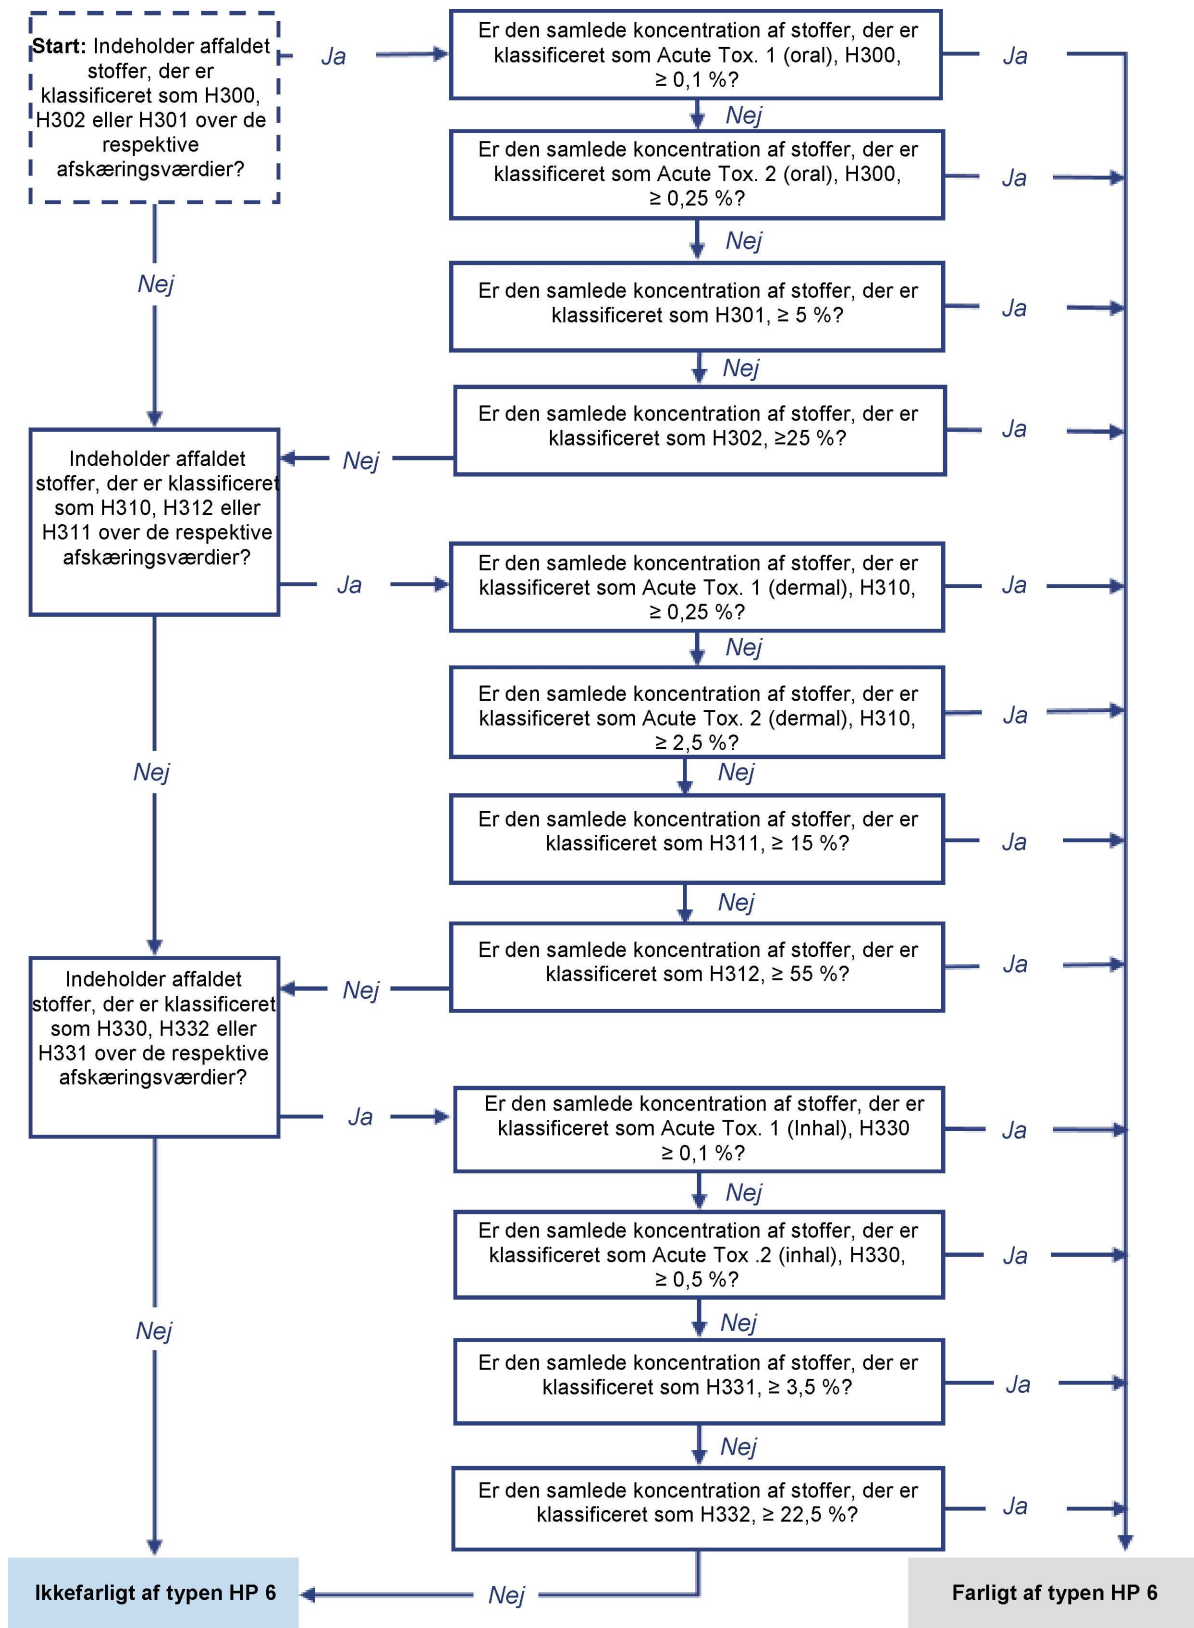 Start: Indeholder affaldet
stoffer, der er
klassificeret som H300,
H302 eller H301 over de
respektive
afskæringsværdier?
Ja
Er den samlede koncentration af stoffer, der er
klassificeret som Acute Tox. 1 (oral), H300,
≥ 0,1 %?
Ja
Nej
Er den samlede koncentration af stoffer, der er
klassificeret som Acute Tox. 2 (oral), H300,
≥ 0,25 %?
Ja
Nej
Nej
Er den samlede koncentration af stoffer, der er
klassificeret som H301, ≥ 5 %?
Ja
Nej
Er den samlede koncentration af stoffer, der er
klassificeret som H302, ≥25 %?
Ja
Nej
Indeholder affaldet
stoffer, der er klassificeret
som H310, H312 eller
H311 over de respektive
afskæringsværdier?
Ja
Er den samlede koncentration af stoffer, der er
klassificeret som Acute Tox. 1 (dermal), H310,
≥ 0,25 %?
Ja
Nej
Er den samlede koncentration af stoffer, der er
klassificeret som Acute Tox. 2 (dermal), H310,
≥ 2,5 %?
Ja
Nej
Nej
Er den samlede koncentration af stoffer, der er
klassificeret som H311, ≥ 15 %?
Ja
Nej
Er den samlede koncentration af stoffer, der er
klassificeret som H312, ≥ 55 %?
Ja
Nej
Indeholder affaldet
stoffer, der er klassificeret
som H330, H332 eller
H331 over de respektive
afskæringsværdier?
Ja
Er den samlede koncentration af stoffer, der er
klassificeret som Acute Tox. 1 (Inhal), H330
≥ 0,1 %?
Ja
Nej
Er den samlede koncentration af stoffer, der er
klassificeret som Acute Tox .2 (inhal), H330,
≥ 0,5 %?
Ja
Nej
Nej
Er den samlede koncentration af stoffer, der er
klassificeret som H331, ≥ 3,5 %?
Ja
Nej
Er den samlede koncentration af stoffer, der er
klassificeret som H332, ≥ 22,5 %?
Ja
Nej
Ikkefarligt af typen HP 6
Farligt af typen HP 6